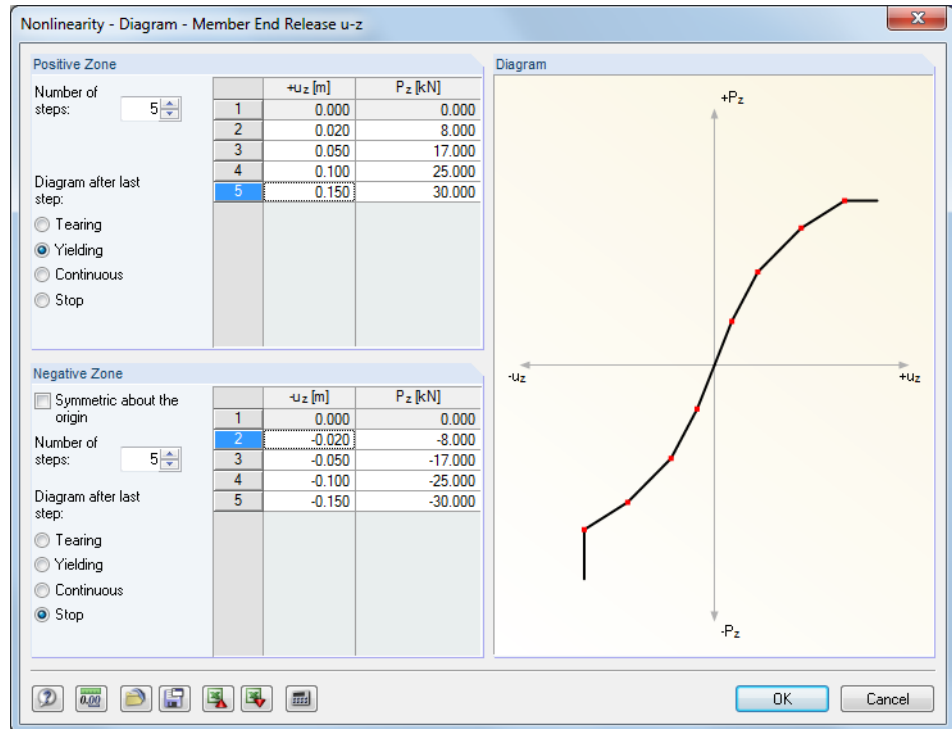 Nonlinearity - Diagram - Member End Release u-z
Positive Zone
Number of
steps:
5
+uz [m] Pz [kN]
1 0.000 0.000
2 0.020 8.000
3 0.050 17.000
4 0.100 25.000
5 0.150 30.000
Diagram after last
step:
Tearing
Yielding
Continuous
Stop
Negative Zone
Symmetric about the
origin
Number of
steps:
5
-uz [m] Pz [kN]
1 0.000 0.000
2 -0.020 -8.000
3 -0.050 -17.000
4 -0.100 -25.000
5 -0.150 -30.000
Diagram after last
step:
Tearing
Yielding
Continuous
Stop
Diagram
+Pz
-uz
+uz
-Pz
? 0.00
OK Cancel